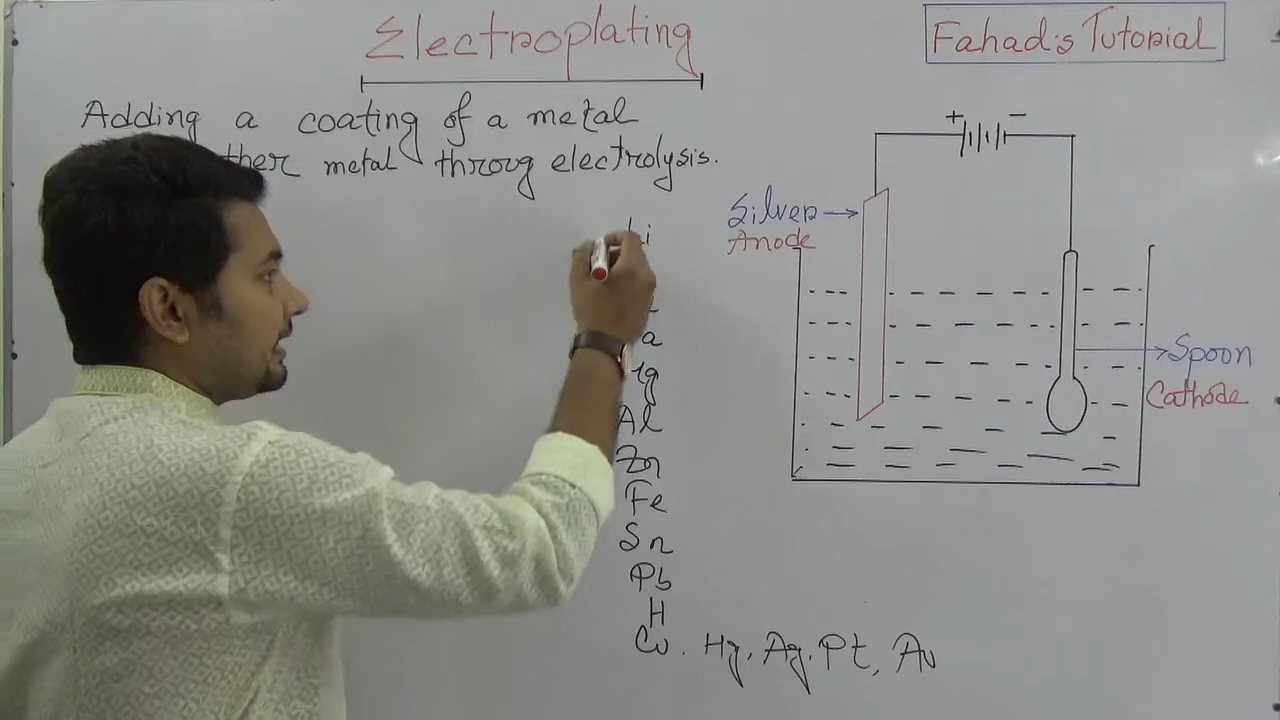 Electroplating
Fahad's Tutorial
Adding a coating of a metal
ther metal throug electrolysis.
+ −
Silver
Anode
Spoon
Cathode
i
a
g
Al
Zn
Fe
Sn
Pb
H
Cu. Hg, Ag, Pt, Au